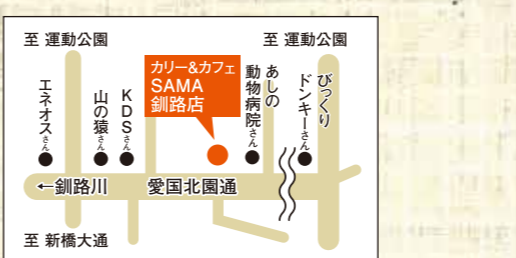 至 運動公園
至 運動公園
カリー&カフェ
SAMA
釧路店
エネオスさん
山の猿さん
KDSさん
あしの
動物病院さん
びっくり
ドンキーさん
←釧路川
愛国北園通
至 新橋大通